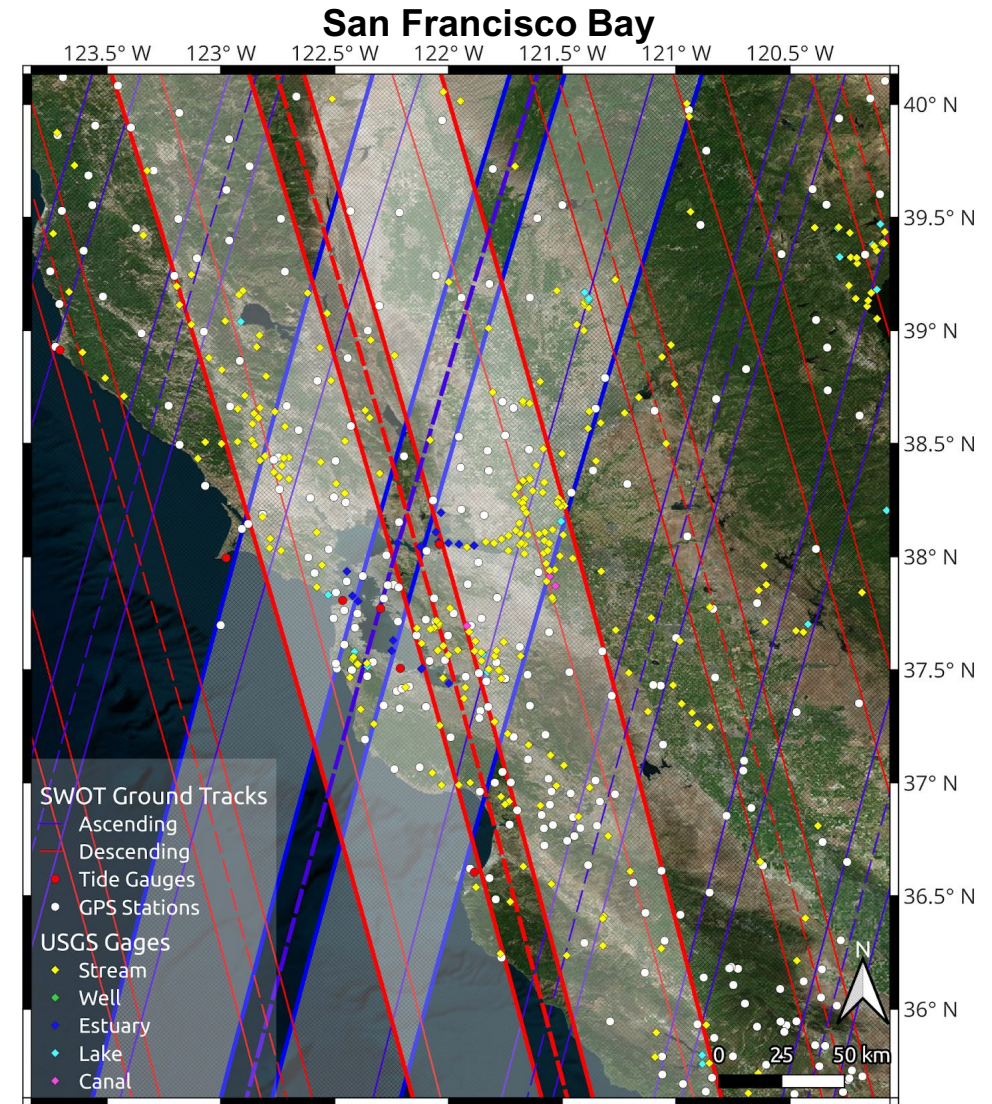 San Francisco Bay
123.5° W 123° W 122.5° W 122° W 121.5° W 121° W 120.5° W
40° N
39.5° N
39° N
38.5° N
38° N
37.5° N
37° N
36.5° N
36° N
SWOT Ground Tracks
Ascending
Descending
Tide Gauges
GPS Stations
USGS Gages
Stream
Well
Estuary
Lake
Canal
N
0 25 50 km